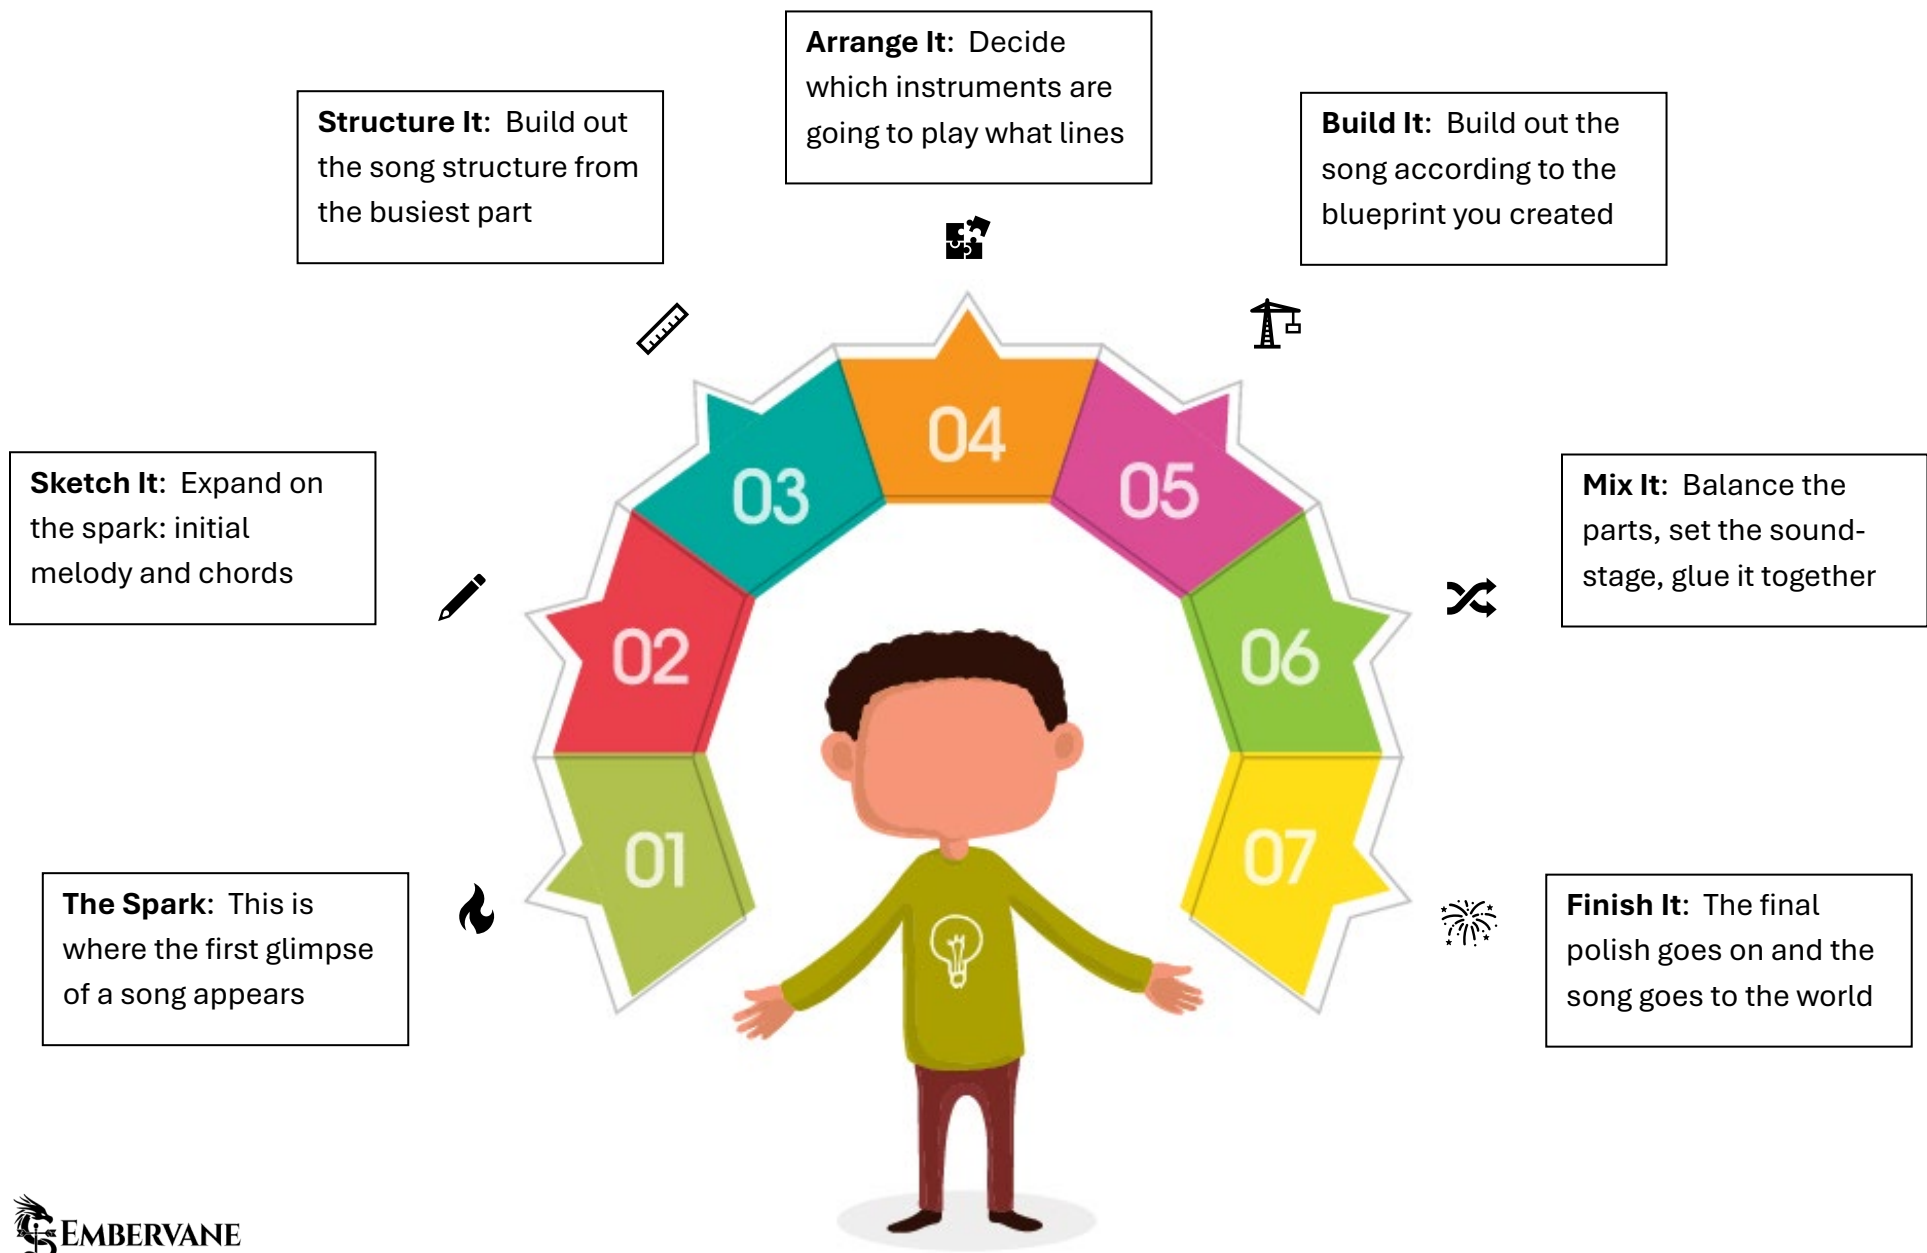 Arrange It:  Decide
which instruments are
going to play what lines
Structure It:  Build out
the song structure from
the busiest part
Build It:  Build out the
song according to the
blueprint you created
04
03
05
Sketch It:  Expand on
the spark: initial
melody and chords
Mix It:  Balance the
parts, set the sound-
stage, glue it together
02
06
01
07
The Spark:  This is
where the first glimpse
of a song appears
Finish It:  The final
polish goes on and the
song goes to the world
EMBERVANE